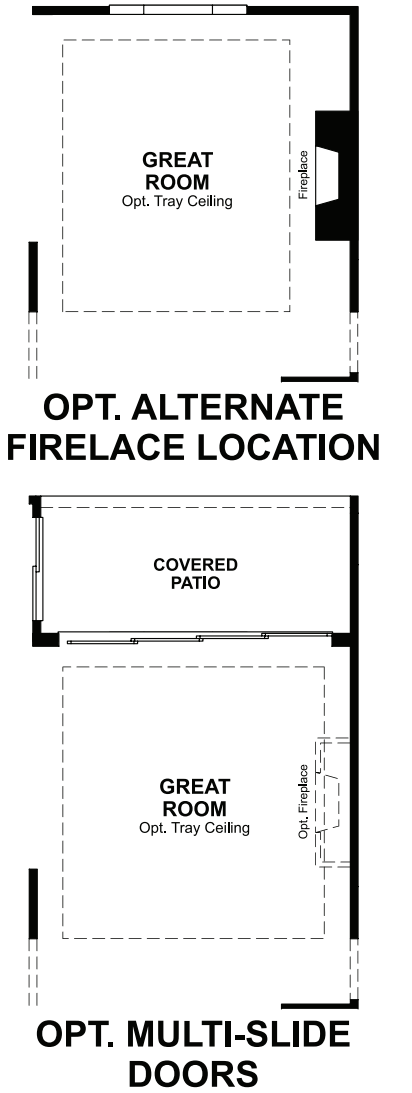 GREAT
ROOM
Opt. Tray Ceiling
Fireplace
OPT. ALTERNATE
FIRELACE LOCATION
COVERED
PATIO
GREAT
ROOM
Opt. Tray Ceiling
Opt. Fireplace
OPT. MULTI-SLIDE
DOORS